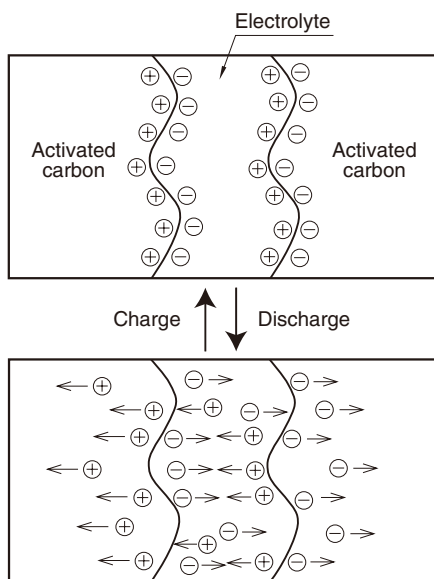 Electrolyte
Activated
carbon
Activated
carbon
Charge
Discharge